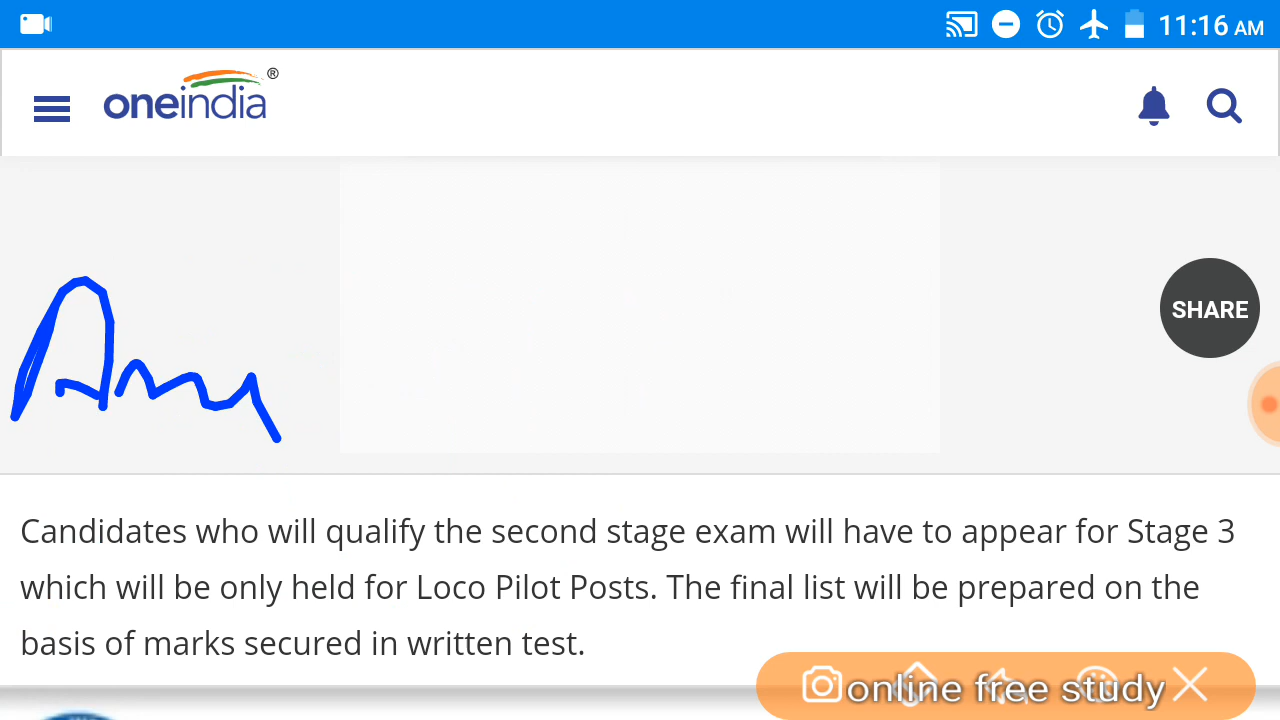 11:16 AM
oneindia®
SHARE
Candidates who will qualify the second stage exam will have to appear for Stage 3
which will be only held for Loco Pilot Posts. The final list will be prepared on the
basis of marks secured in written test.
online free study